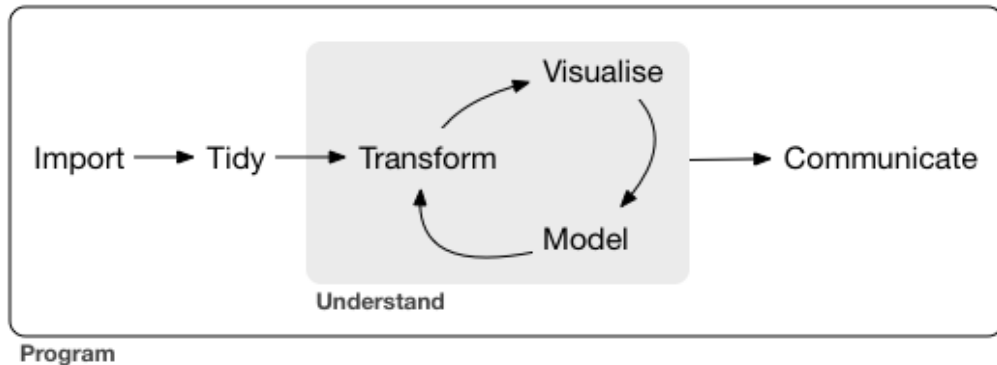 Visualise
Import
Tidy
Transform
Communicate
Model
Understand
Program